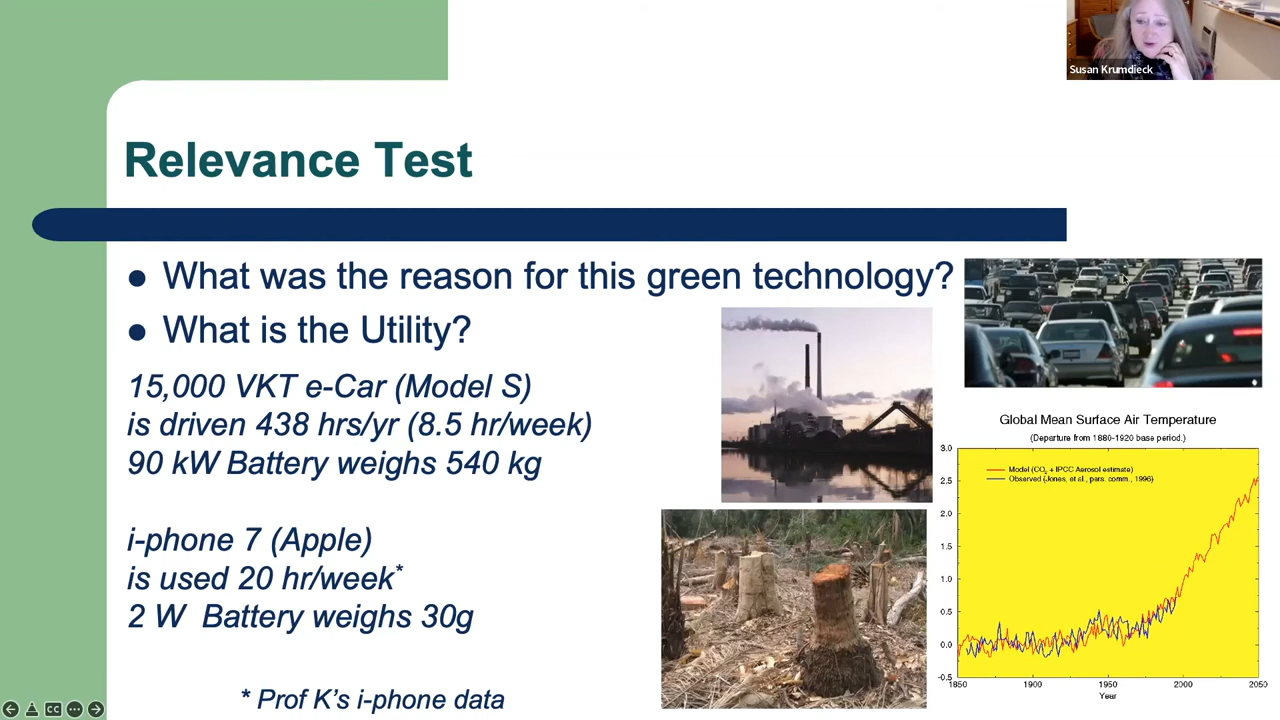 Susan Krumdieck
Relevance Test
● What was the reason for this green technology?
● What is the Utility?
15,000 VKT e-Car (Model S)
is driven 438 hrs/yr (8.5 hr/week)
90 kW Battery weighs 540 kg
i-phone 7 (Apple)
is used 20 hr/week*
2 W Battery weighs 30g
* Prof K's i-phone data
Global Mean Surface Air Temperature
(Departure from 1880-1920 base period.)
3.0
Model (CO2 + IPCC Aerosol estimate)
Observed (Jones, et al., pers. comm., 1996)
2.5
2.0
1.5
1.0
0.5
0.0
-0.5
1850 1900 1950 2000 2050
Year
CC